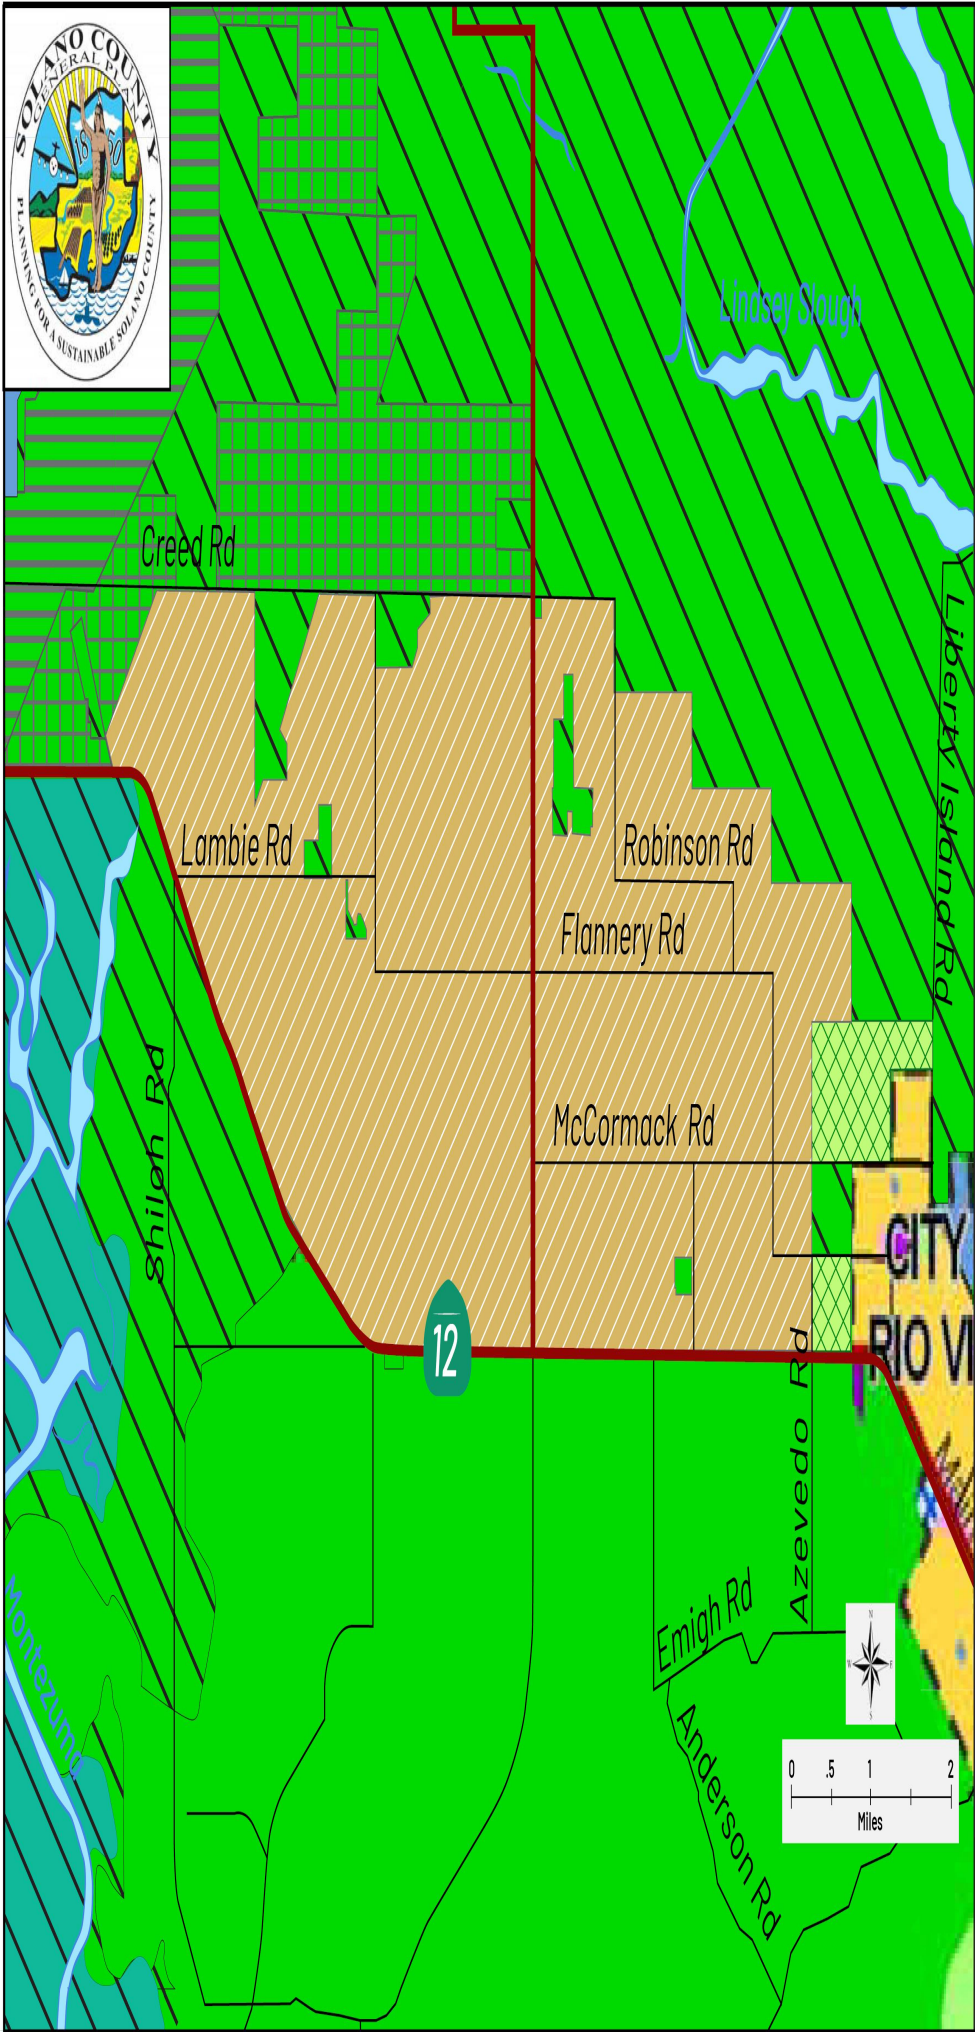 SOLANO COUNTY
GENERAL PLAN
18 50
PLANNING FOR A SUSTAINABLE SOLANO COUNTY
Lindsey Slough
Creed Rd
Liberty Island Rd
Lambie Rd
Robinson Rd
Flannery Rd
Shiloh Rd
McCormack Rd
CITY
RIO VI
12
Azevedo Rd
Montezuma
Emigh Rd
N
W E
S
Anderson Rd
0 .5 1 2
Miles